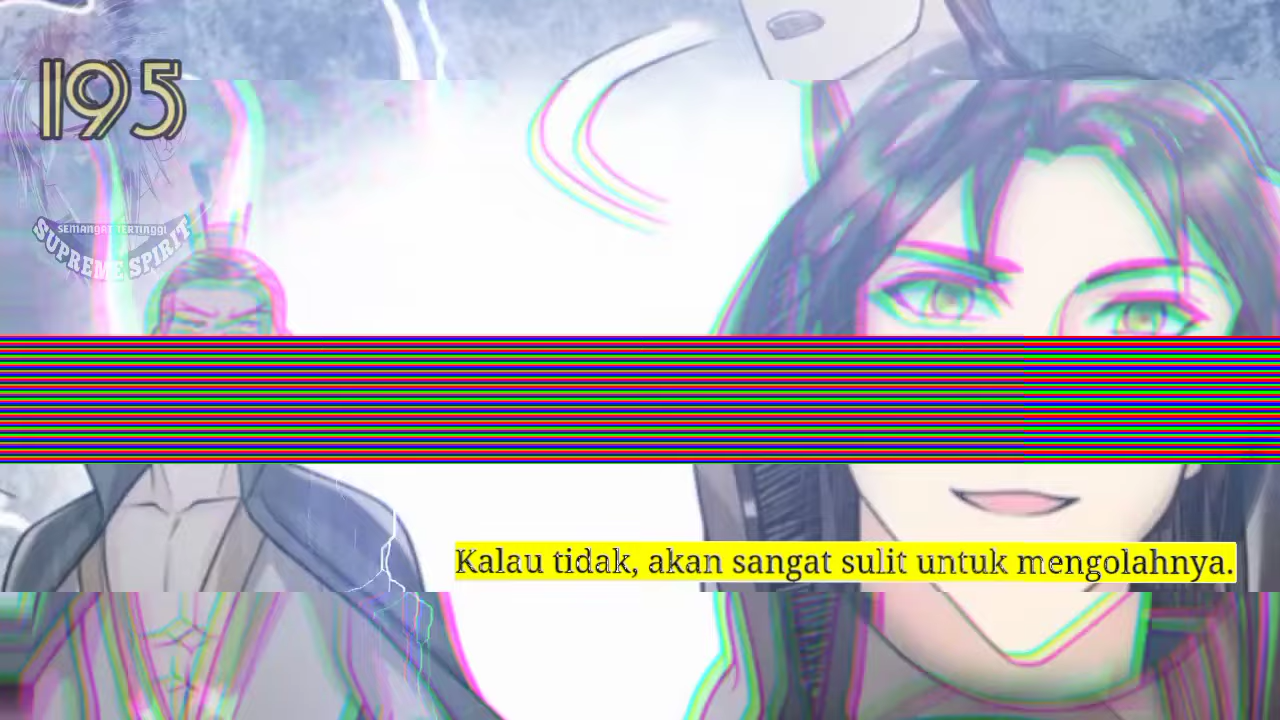 195
SEMANGAT TERTINGGI
SUPREME SPIRIT
Kalau tidak, akan sangat sulit untuk mengolahnya.